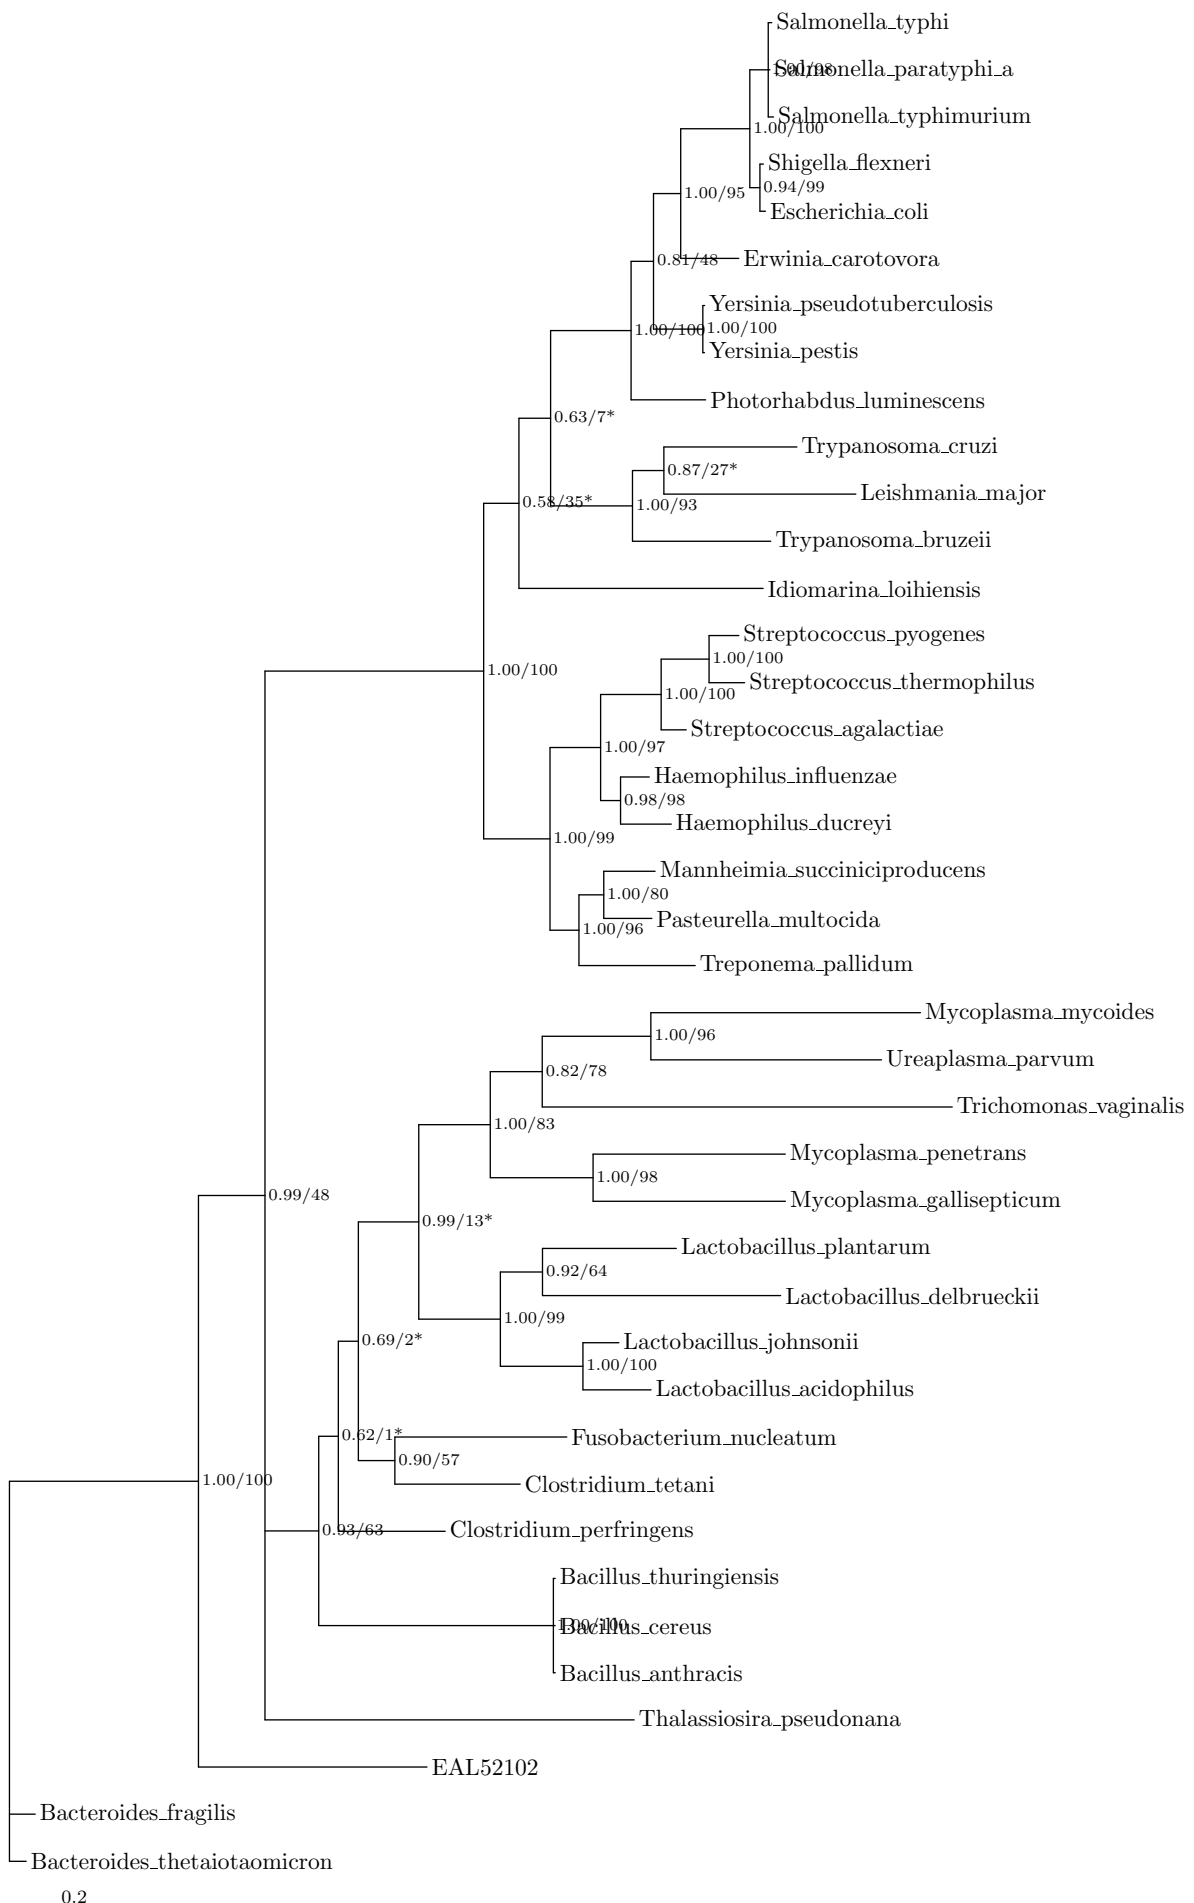 Salmonella_typhi
1.00/98
Salmonella_paratyphi_a
Salmonella_typhimurium
1.00/100
Shigella_flexneri
0.94/99
1.00/95
Escherichia_coli
Erwinia_carotovora
0.81/48
Yersinia_pseudotuberculosis
1.00/100
1.00/100
Yersinia_pestis
Photorhabdus_luminescens
0.63/7*
Trypanosoma_cruzi
0.87/27*
Leishmania_major
0.58/35*
1.00/93
Trypanosoma_bruzeii
Idiomarina_loihiensis
Streptococcus_pyogenes
1.00/100
1.00/100
Streptococcus_thermophilus
1.00/100
Streptococcus_agalactiae
1.00/97
Haemophilus_influenzae
0.98/98
Haemophilus_ducreyi
1.00/99
Mannheimia_succiniciproducens
1.00/80
Pasteurella_multocida
1.00/96
Treponema_pallidum
Mycoplasma_mycoides
1.00/96
Ureaplasma_parvum
0.82/78
Trichomonas_vaginalis
1.00/83
Mycoplasma_penetrans
1.00/98
0.99/48
Mycoplasma_gallisepticum
0.99/13*
Lactobacillus_plantarum
0.92/64
Lactobacillus_delbrueckii
1.00/99
0.69/2*
Lactobacillus_johnsonii
1.00/100
Lactobacillus_acidophilus
0.62/1*
Fusobacterium_nucleatum
0.90/57
1.00/100
Clostridium_tetani
0.93/63
Clostridium_perfringens
Bacillus_thuringiensis
1.00/100
Bacillus_cereus
Bacillus_anthracis
Thalassiosira_pseudonana
EAL52102
Bacteroides_fragilis
Bacteroides_thetaiotaomicron
0.2